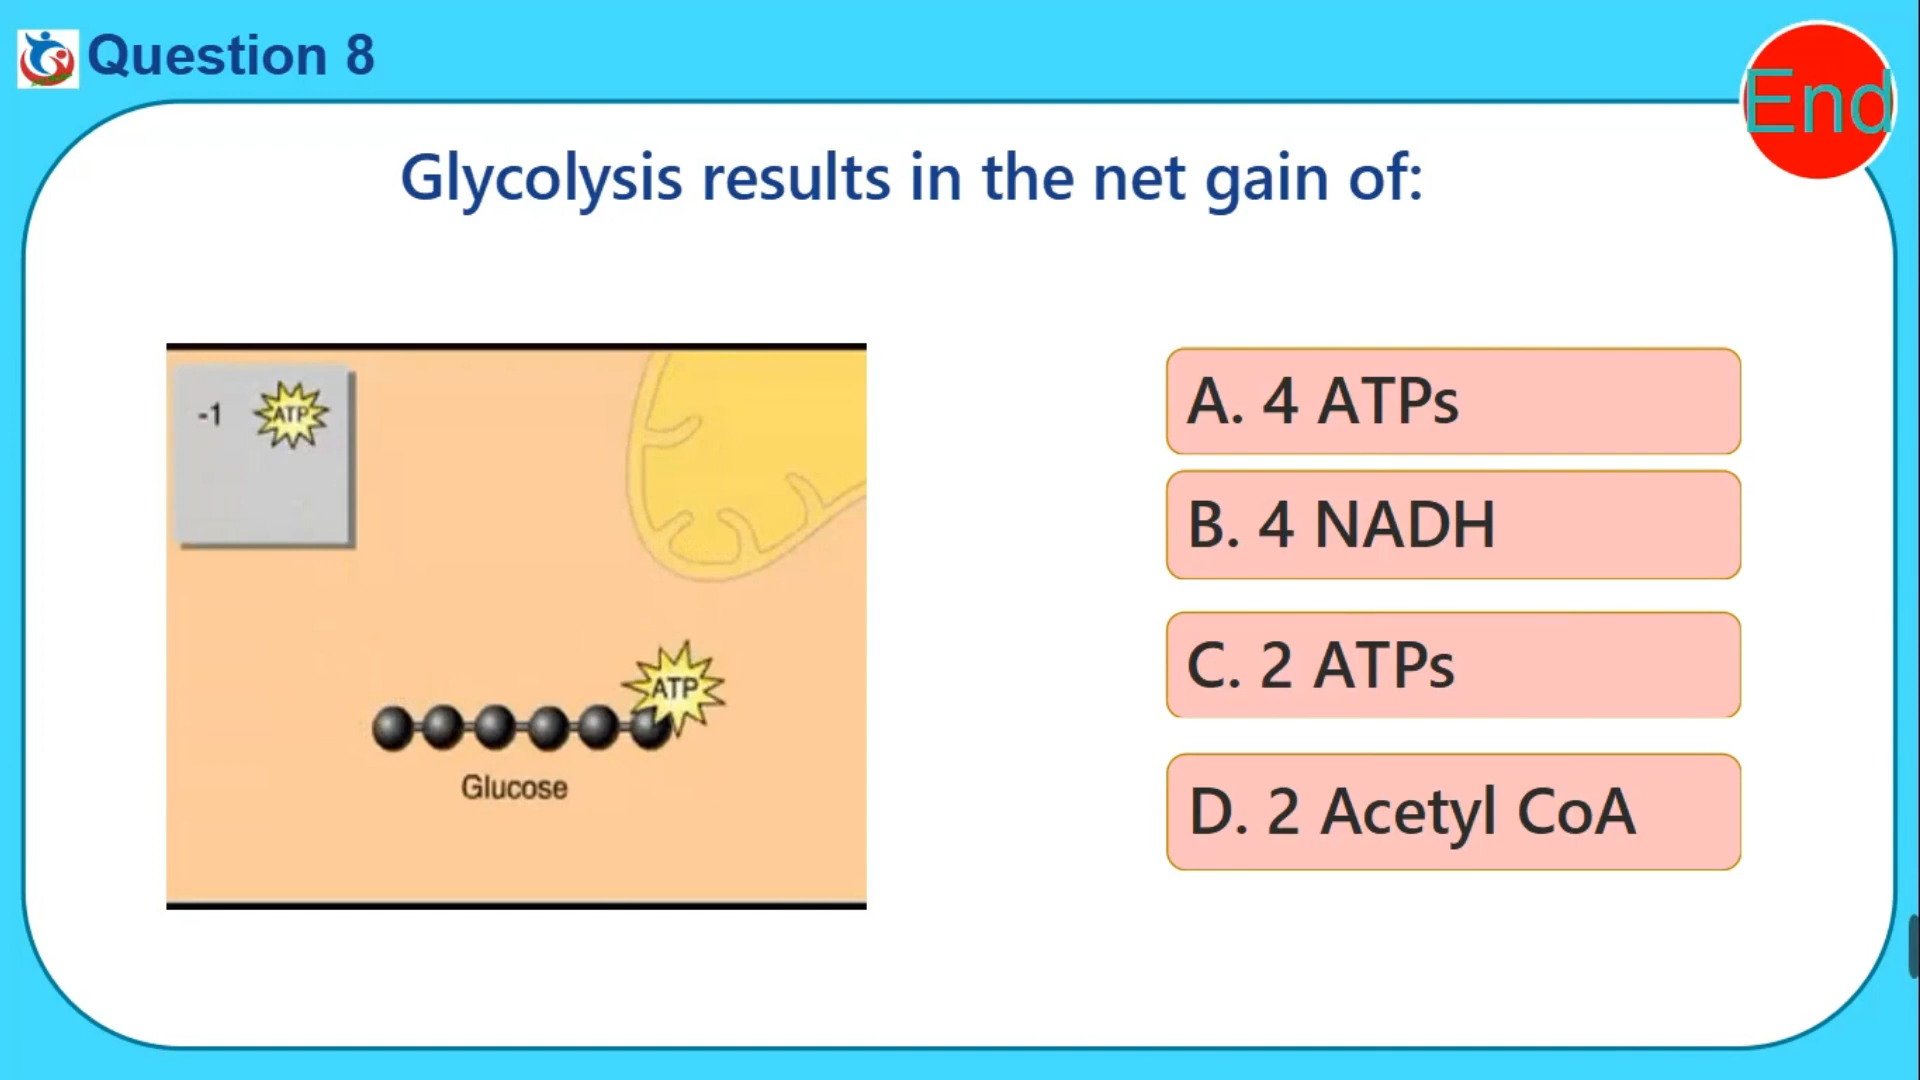 Question 8
End
Glycolysis results in the net gain of:
-1 ATP
ATP
Glucose
A. 4 ATPs
B. 4 NADH
C. 2 ATPs
D. 2 Acetyl CoA